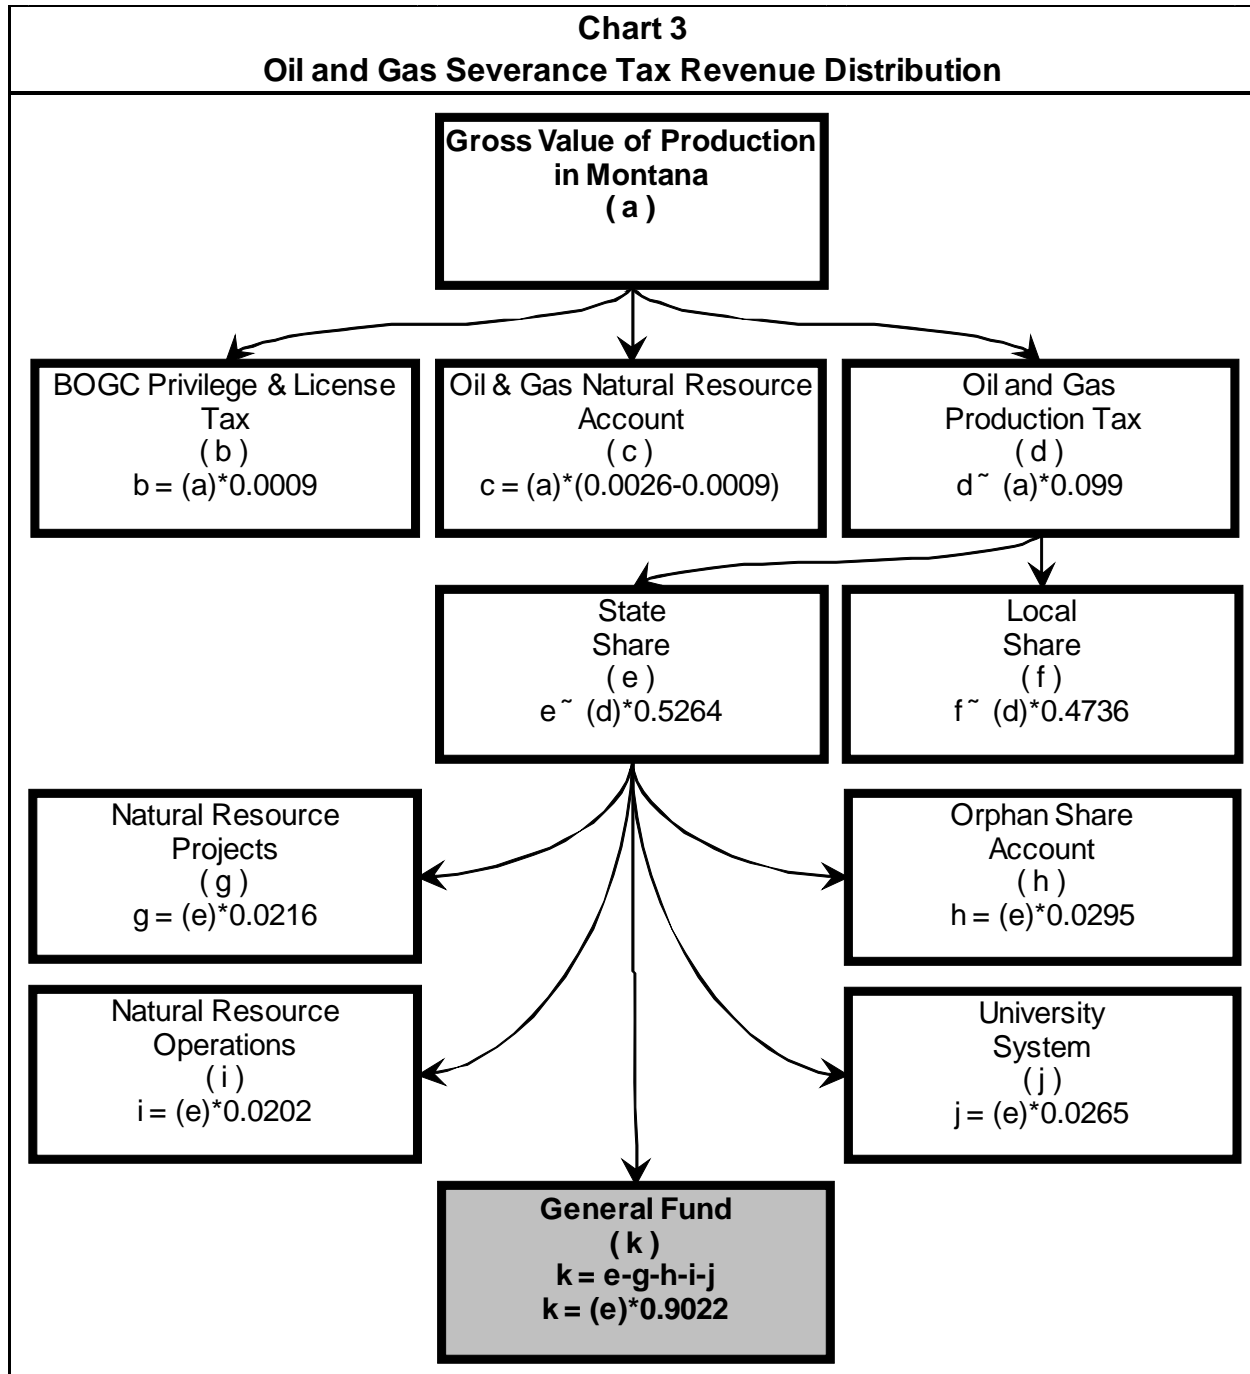 Chart 3
Oil and Gas Severance Tax Revenue Distribution
Gross Value of Production
in Montana
( a )
BOGC Privilege & License
Tax
( b )
b = (a)*0.0009
Oil & Gas Natural Resource
Account
( c )
c = (a)*(0.0026-0.0009)
Oil and Gas
Production Tax
( d )
d ˜ (a)*0.099
State
Share
( e )
e ˜ (d)*0.5264
Local
Share
( f )
f ˜ (d)*0.4736
Natural Resource
Projects
( g )
g = (e)*0.0216
Orphan Share
Account
( h )
h = (e)*0.0295
Natural Resource
Operations
( i )
i = (e)*0.0202
University
System
( j )
j = (e)*0.0265
General Fund
( k )
k = e-g-h-i-j
k = (e)*0.9022